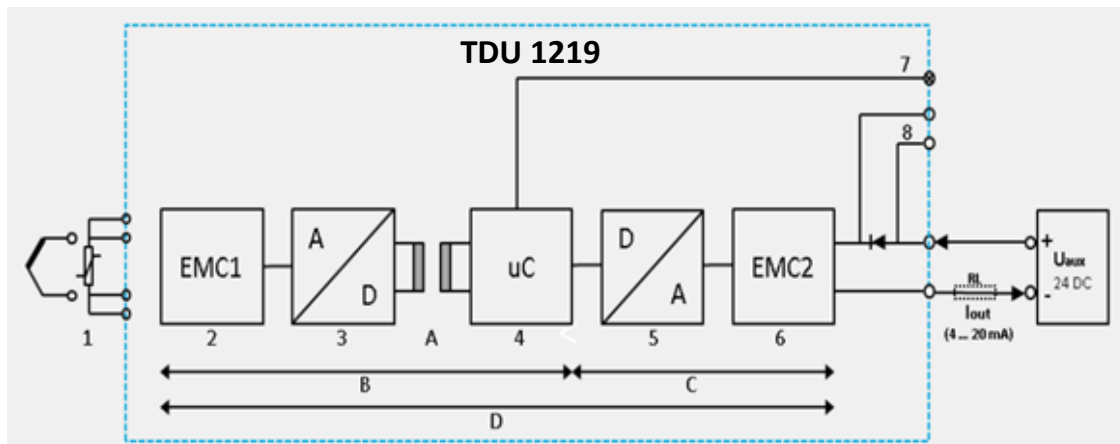 TDU 1219
7
8
A
D
D
A
EMC1
uC
EMC2
+
Uaux
24 DC
-
RL
Iout
(4 ... 20 mA)
1
2
3
A
4
5
6
B
C
D